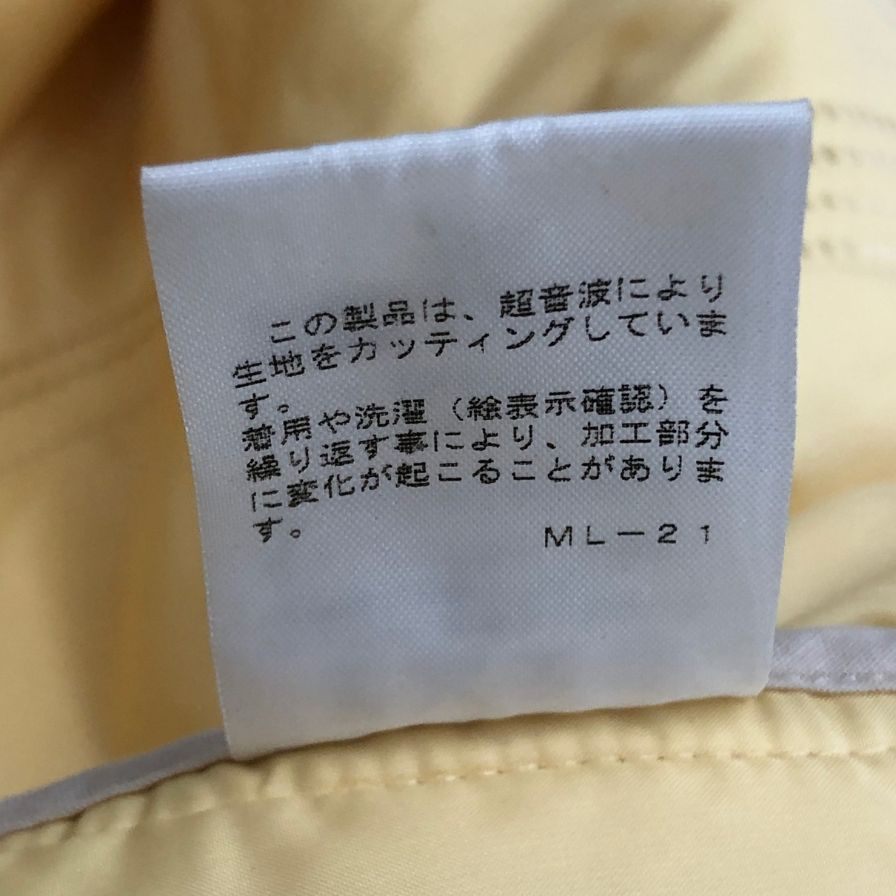 この製品は、超音波により
生地をカッティングしていま
す。
着用や洗濯（絵表示確認）を
繰り返す事により、加工部分
に変化が起こることがありま
す。
ML－21